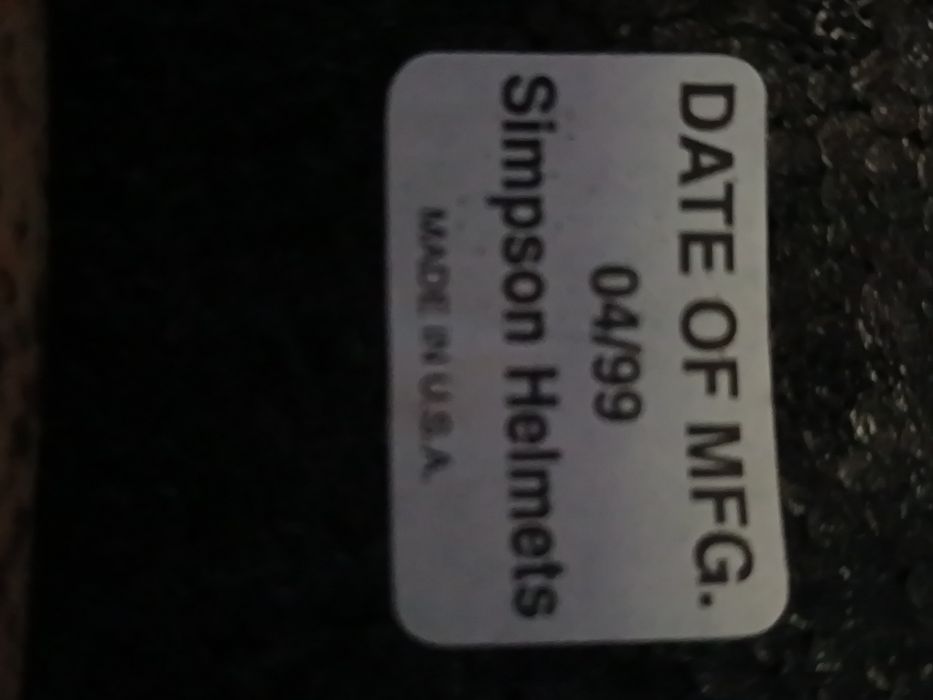 DATE OF MFG.
04/99
Simpson Helmets
MADE IN U.S.A.